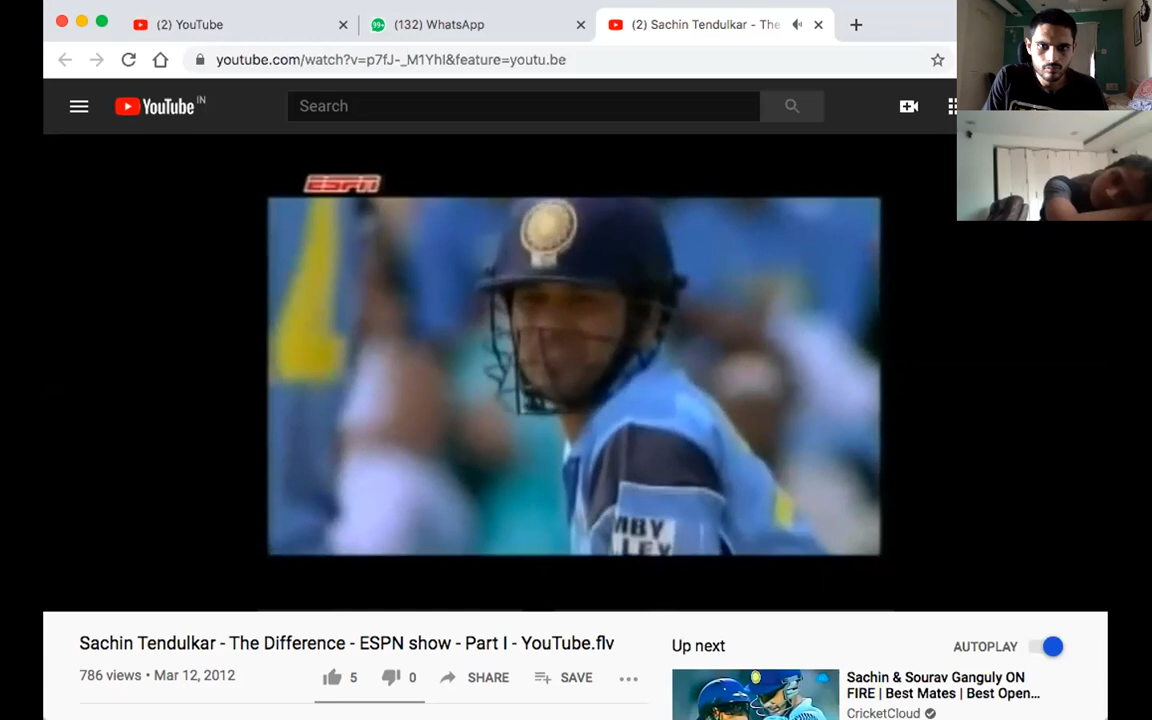 (2) YouTube
(132) WhatsApp
(2) Sachin Tendulkar - The
youtube.com/watch?v=p7fJ-_M1YhI&feature=youtu.be
YouTube IN
Search
ESPN
Sachin Tendulkar - The Difference - ESPN show - Part I - YouTube.flv
786 views • Mar 12, 2012
5
0
SHARE
SAVE
Up next
AUTOPLAY
Sachin & Sourav Ganguly ON
FIRE | Best Mates | Best Open...
CricketCloud